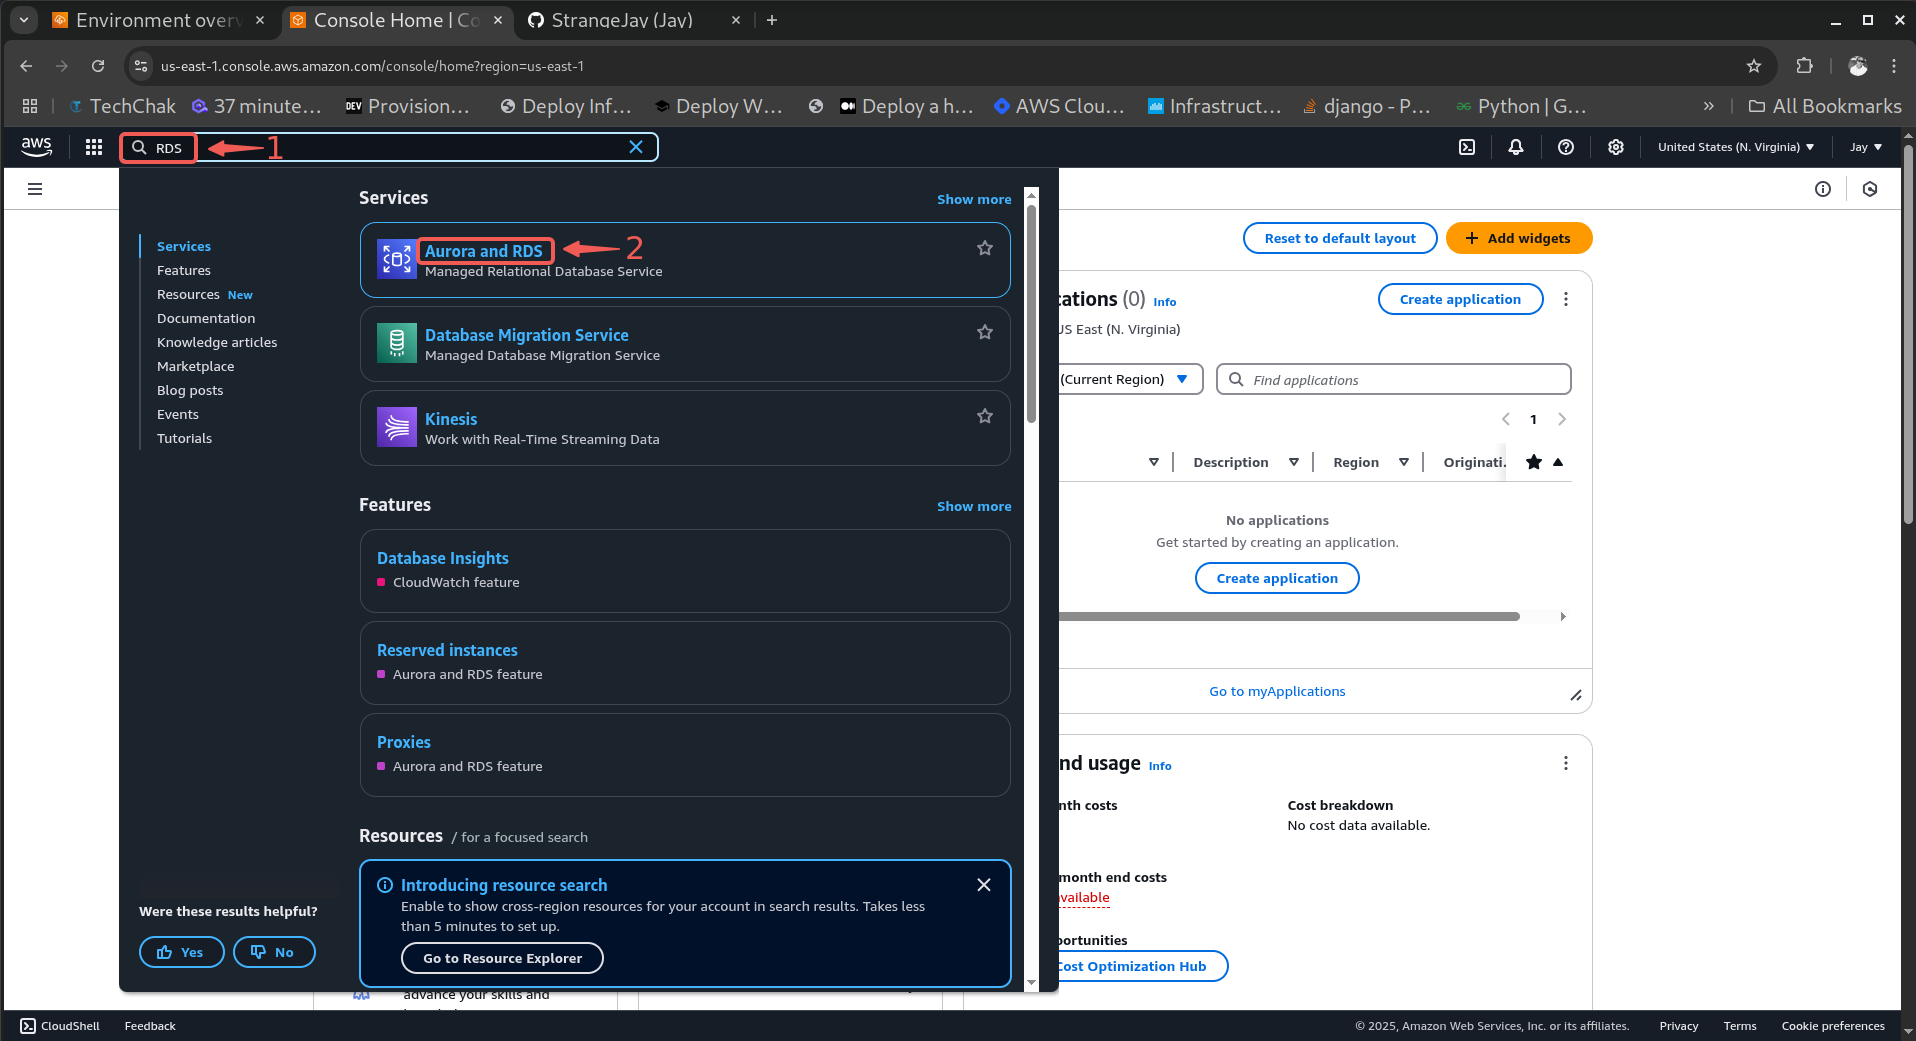 Environment over
Console Home | Co
StrangeJay (Jay)
us-east-1.console.aws.amazon.com/console/home?region=us-east-1
TechChak
37 minute...
DEV Provision...
Deploy Inf...
Deploy W...
Deploy a h...
AWS Clou...
Infrastruct...
django - P...
Python | G...
»
All Bookmarks
aws
RDS
1
United States (N. Virginia)
Jay
Services
Features
Resources New
Documentation
Knowledge articles
Marketplace
Blog posts
Events
Tutorials
Services
Show more
Aurora and RDS
2
Managed Relational Database Service
Database Migration Service
Managed Database Migration Service
Kinesis
Work with Real-Time Streaming Data
Features
Show more
Database Insights
CloudWatch feature
Reserved instances
Aurora and RDS feature
Proxies
Aurora and RDS feature
Resources / for a focused search
Introducing resource search
Enable to show cross-region resources for your account in search results. Takes less
than 5 minutes to set up.
Go to Resource Explorer
Were these results helpful?
Yes
No
Reset to default layout
+ Add widgets
cations (0) Info
Create application
US East (N. Virginia)
(Current Region)
Find applications
1
Description
Region
Originati.
No applications
Get started by creating an application.
Create application
Go to myApplications
nd usage Info
nth costs
Cost breakdown
No cost data available.
month end costs
vailable
portunities
Cost Optimization Hub
advance your skills and
CloudShell
Feedback
© 2025, Amazon Web Services, Inc. or its affiliates.
Privacy
Terms
Cookie preferences